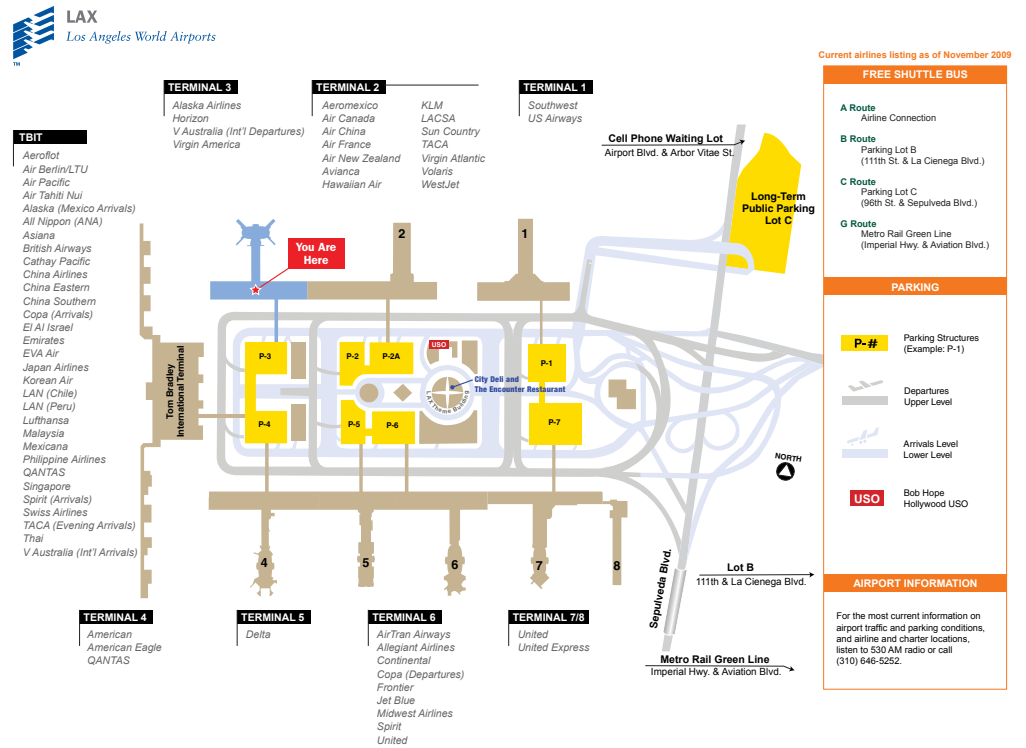 LAX
Los Angeles World Airports
TM
Current airlines listing as of November 2009
TERMINAL 3
Alaska Airlines
Horizon
V Australia (Int'l Departures)
Virgin America
TERMINAL 2
Aeromexico
Air Canada
Air China
Air France
Air New Zealand
Avianca
Hawaiian Air
KLM
LACSA
Sun Country
TACA
Virgin Atlantic
Volaris
WestJet
TERMINAL 1
Southwest
US Airways
TBIT
Aeroflot
Air Berlin/LTU
Air Pacific
Air Tahiti Nui
Alaska (Mexico Arrivals)
All Nippon (ANA)
Asiana
British Airways
Cathay Pacific
China Airlines
China Eastern
China Southern
Copa (Arrivals)
El Al Israel
Emirates
EVA Air
Japan Airlines
Korean Air
LAN (Chile)
LAN (Peru)
Lufthansa
Malaysia
Mexicana
Philippine Airlines
QANTAS
Singapore
Spirit (Arrivals)
Swiss Airlines
TACA (Evening Arrivals)
Thai
V Australia (Int'l Arrivals)
Cell Phone Waiting Lot
Airport Blvd. & Arbor Vitae St.
Long-Term
Public Parking
Lot C
You Are
Here
2
1
Tom Bradley
International Terminal
P-3
P-2
P-2A
USO
P-1
City Deli and
The Encounter Restaurant
LAX Theme Building
P-4
P-5
P-6
P-7
NORTH
4
5
6
7
8
Sepulveda Blvd.
Lot B
111th & La Cienega Blvd.
Metro Rail Green Line
Imperial Hwy. & Aviation Blvd.
TERMINAL 4
American
American Eagle
QANTAS
TERMINAL 5
Delta
TERMINAL 6
AirTran Airways
Allegiant Airlines
Continental
Copa (Departures)
Frontier
Jet Blue
Midwest Airlines
Spirit
United
TERMINAL 7/8
United
United Express
FREE SHUTTLE BUS
A Route
Airline Connection
B Route
Parking Lot B
(111th St. & La Cienega Blvd.)
C Route
Parking Lot C
(96th St. & Sepulveda Blvd.)
G Route
Metro Rail Green Line
(Imperial Hwy. & Aviation Blvd.)
PARKING
P-#
Parking Structures
(Example: P-1)
Departures
Upper Level
Arrivals Level
Lower Level
USO
Bob Hope
Hollywood USO
AIRPORT INFORMATION
For the most current information on
airport traffic and parking conditions,
and airline and charter locations,
listen to 530 AM radio or call
(310) 646-5252.